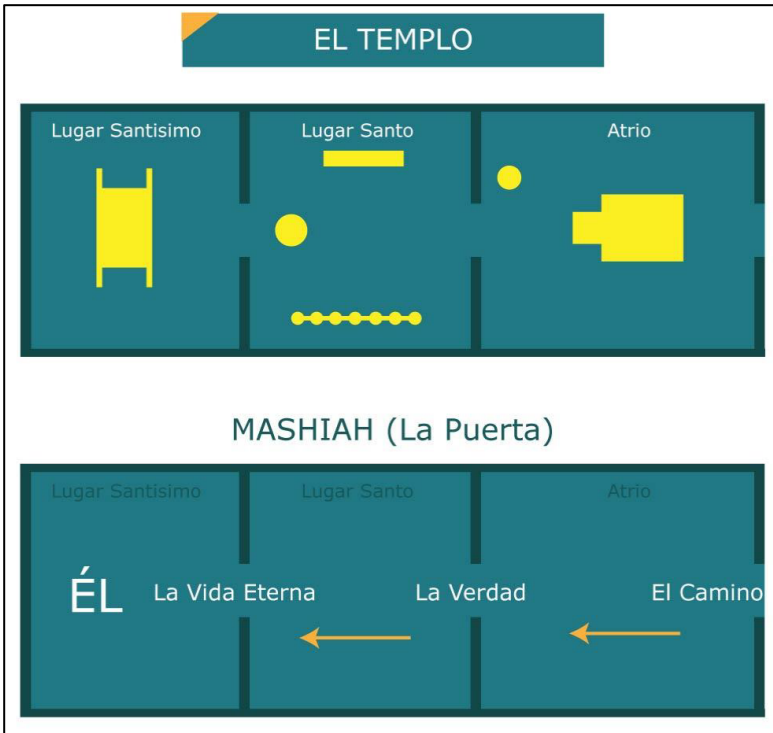 EL TEMPLO
Lugar Santisimo
Lugar Santo
Atrio
MASHIAH (La Puerta)
Lugar Santisimo
Lugar Santo
Atrio
ÉL
La Vida Eterna
La Verdad
El Camino